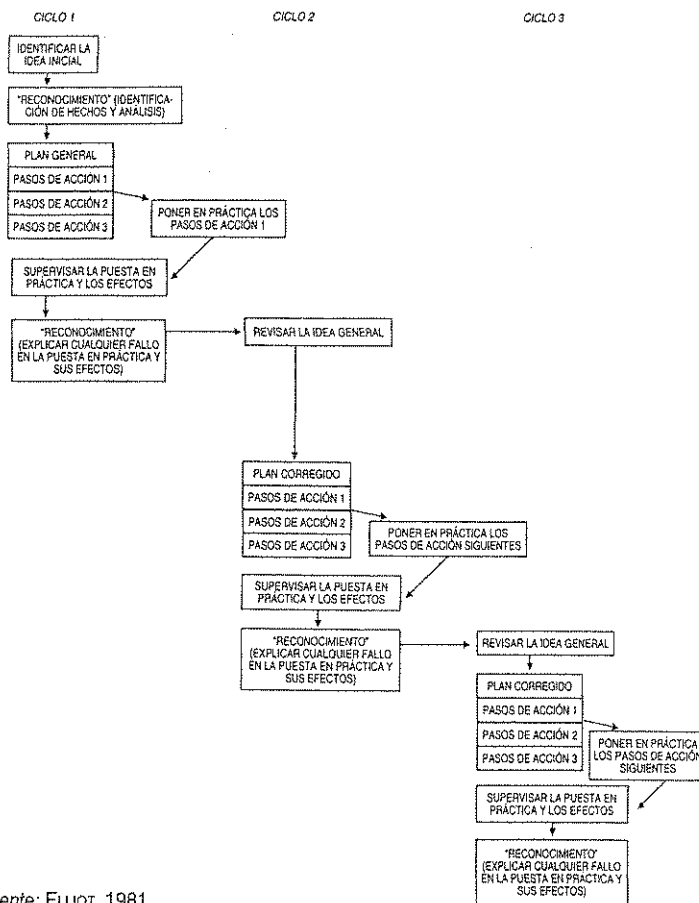 CICLO 1
CICLO 2
CICLO 3
IDENTIFICAR LA
IDEA INICIAL
"RECONOCIMIENTO" (IDENTIFICA-
CIÓN DE HECHOS Y ANÁLISIS)
PLAN GENERAL
PASOS DE ACCIÓN 1
PASOS DE ACCIÓN 2
PASOS DE ACCIÓN 3
PONER EN PRÁCTICA LOS
PASOS DE ACCIÓN 1
SUPERVISAR LA PUESTA EN
PRÁCTICA Y LOS EFECTOS
"RECONOCIMIENTO"
(EXPLICAR CUALQUIER FALLO
EN LA PUESTA EN PRÁCTICA Y
SUS EFECTOS)
REVISAR LA IDEA GENERAL
PLAN CORREGIDO
PASOS DE ACCIÓN 1
PASOS DE ACCIÓN 2
PASOS DE ACCIÓN 3
PONER EN PRÁCTICA LOS
PASOS DE ACCIÓN SIGUIENTES
SUPERVISAR LA PUESTA EN
PRÁCTICA Y LOS EFECTOS
"RECONOCIMIENTO"
(EXPLICAR CUALQUIER FALLO
EN LA PUESTA EN PRÁCTICA Y
SUS EFECTOS)
REVISAR LA IDEA GENERAL
PLAN CORREGIDO
PASOS DE ACCIÓN 1
PASOS DE ACCIÓN 2
PASOS DE ACCIÓN 3
PONER EN PRÁCTICA
LOS PASOS DE ACCIÓN
SIGUIENTES
SUPERVISAR LA PUESTA EN
PRÁCTICA Y LOS EFECTOS
"RECONOCIMIENTO"
(EXPLICAR CUALQUIER FALLO
EN LA PUESTA EN PRÁCTICA Y
SUS EFECTOS)
ente: ELLIOT, 1981